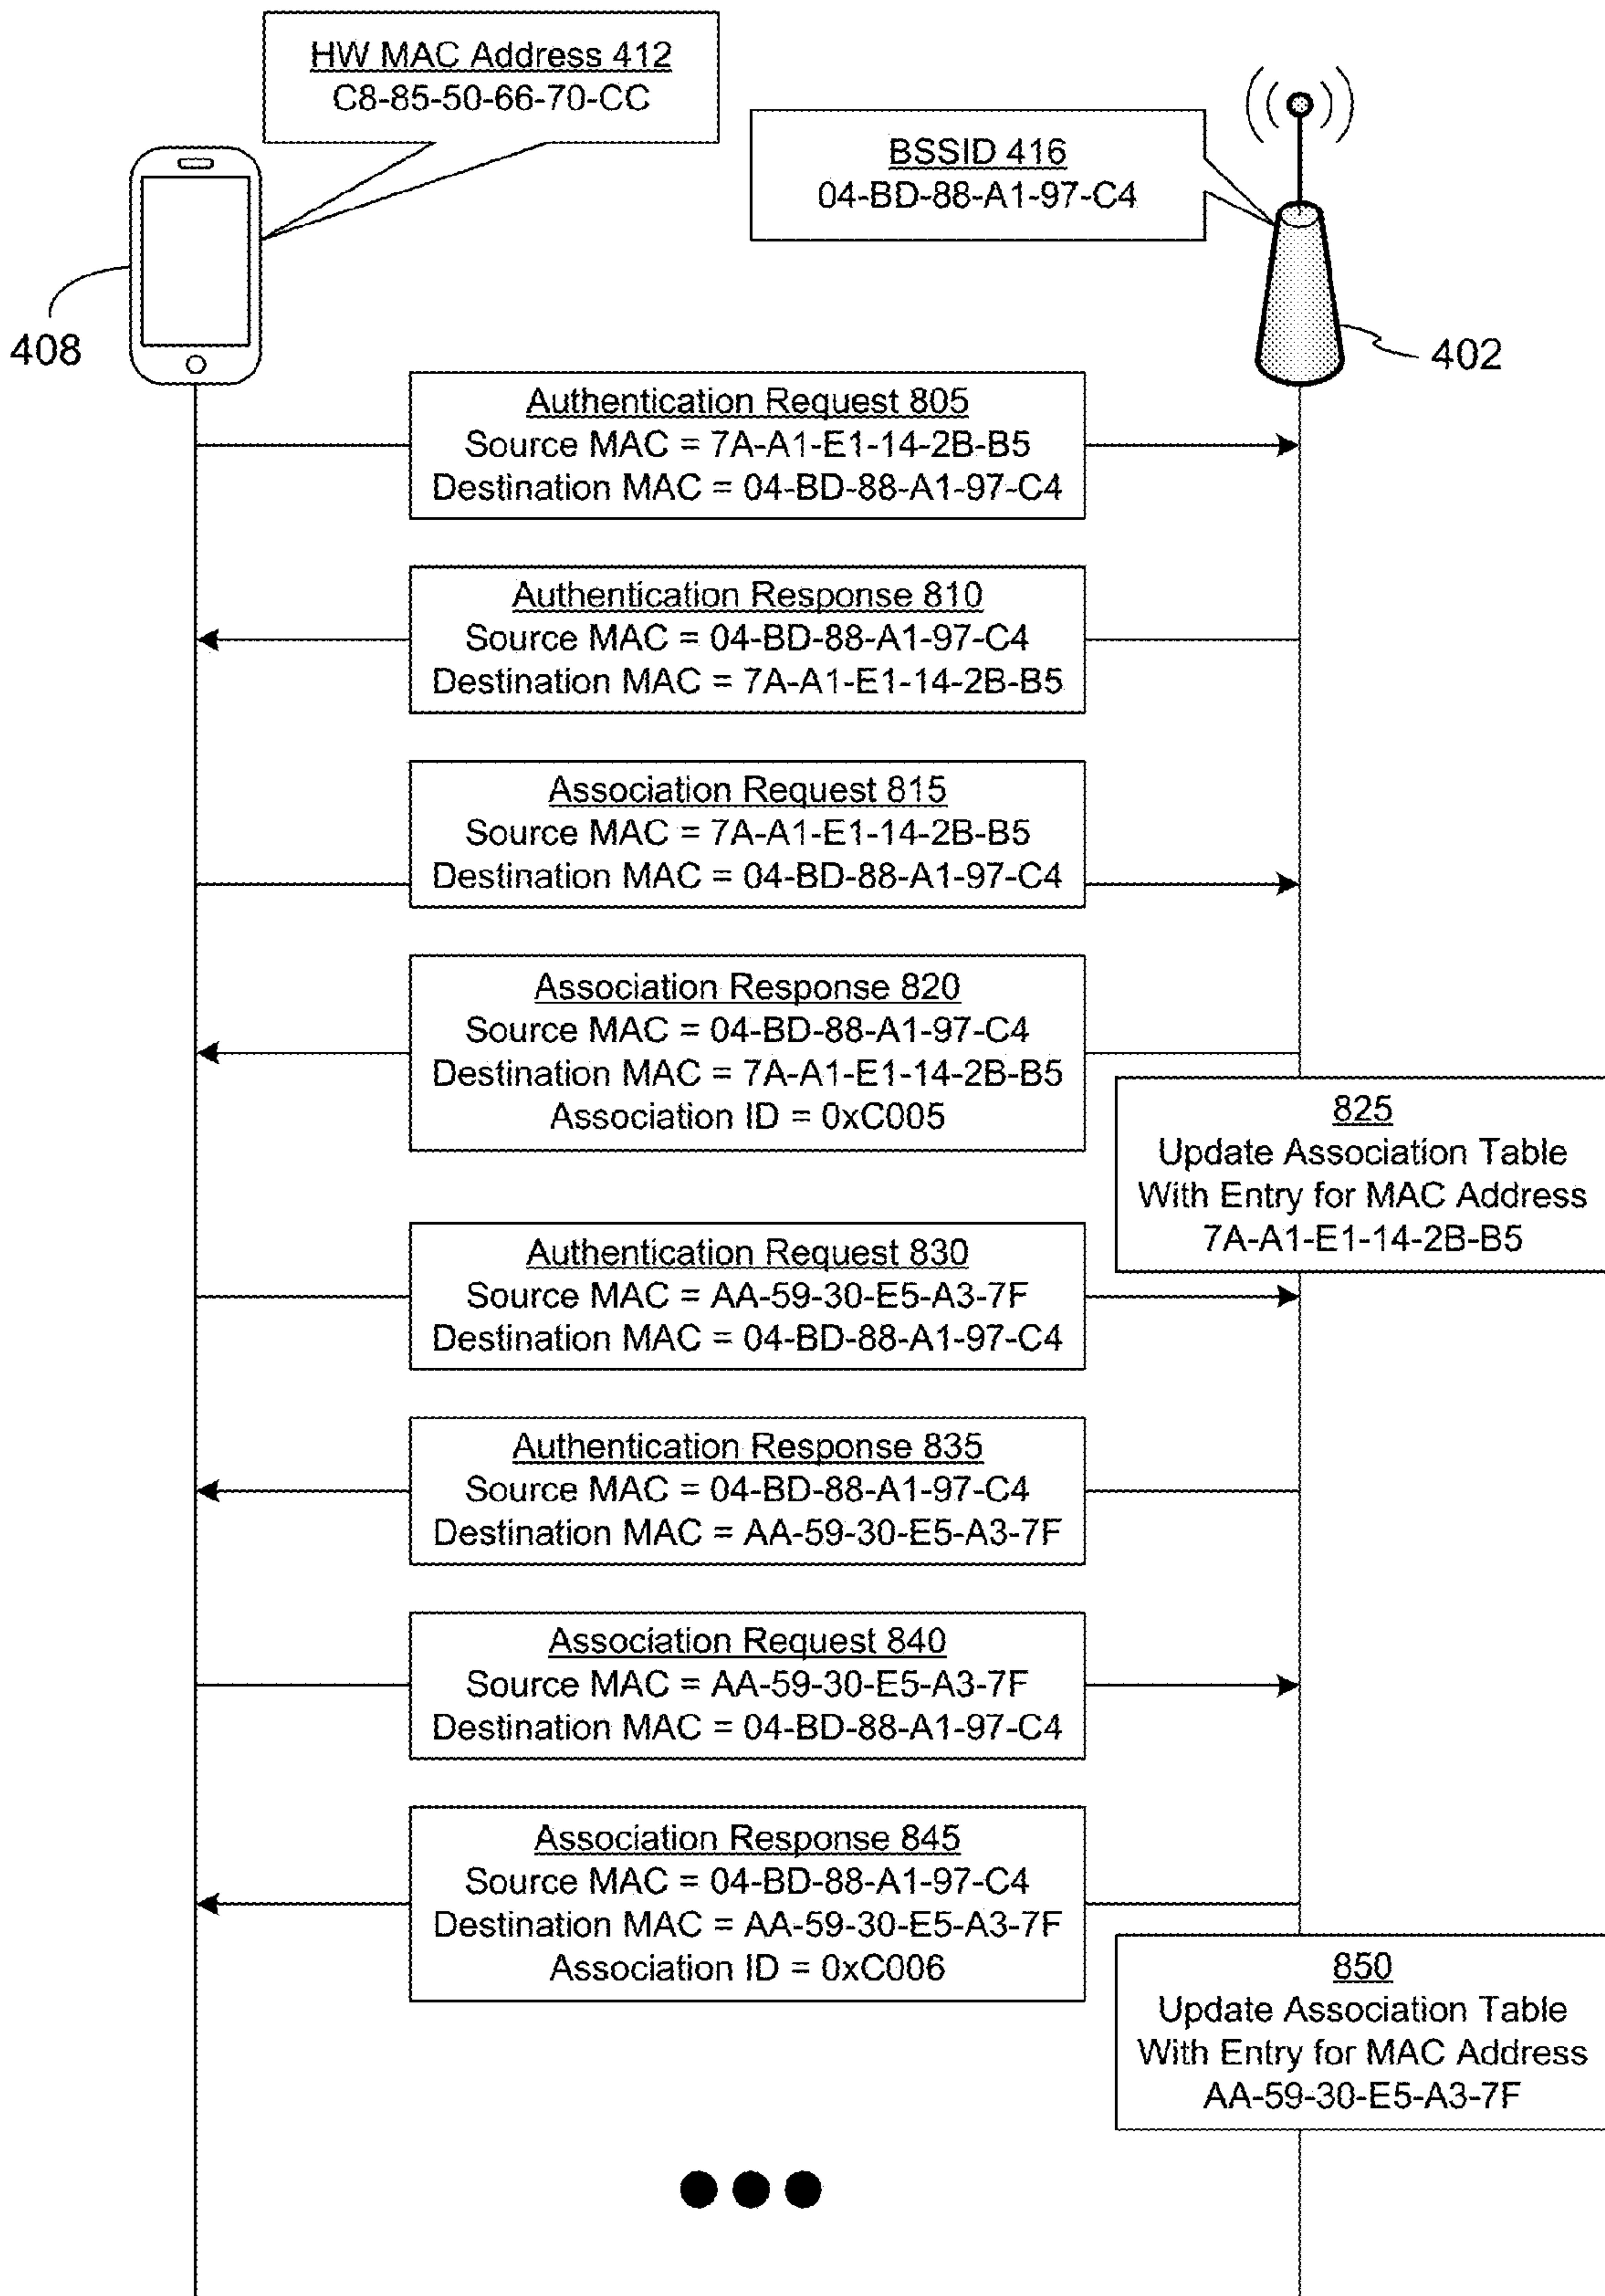 HW MAC Address 412
C8-85-50-66-70-CC
BSSID 416
04-BD-88-A1-97-C4
408
402
Authentication Request 805
Source MAC = 7A-A1-E1-14-2B-B5
Destination MAC = 04-BD-88-A1-97-C4
Authentication Response 810
Source MAC = 04-BD-88-A1-97-C4
Destination MAC = 7A-A1-E1-14-2B-B5
Association Request 815
Source MAC = 7A-A1-E1-14-2B-B5
Destination MAC = 04-BD-88-A1-97-C4
Association Response 820
Source MAC = 04-BD-88-A1-97-C4
Destination MAC = 7A-A1-E1-14-2B-B5
Association ID = 0xC005
825
Update Association Table
With Entry for MAC Address
7A-A1-E1-14-2B-B5
Authentication Request 830
Source MAC = AA-59-30-E5-A3-7F
Destination MAC = 04-BD-88-A1-97-C4
Authentication Response 835
Source MAC = 04-BD-88-A1-97-C4
Destination MAC = AA-59-30-E5-A3-7F
Association Request 840
Source MAC = AA-59-30-E5-A3-7F
Destination MAC = 04-BD-88-A1-97-C4
Association Response 845
Source MAC = 04-BD-88-A1-97-C4
Destination MAC = AA-59-30-E5-A3-7F
Association ID = 0xC006
850
Update Association Table
With Entry for MAC Address
AA-59-30-E5-A3-7F